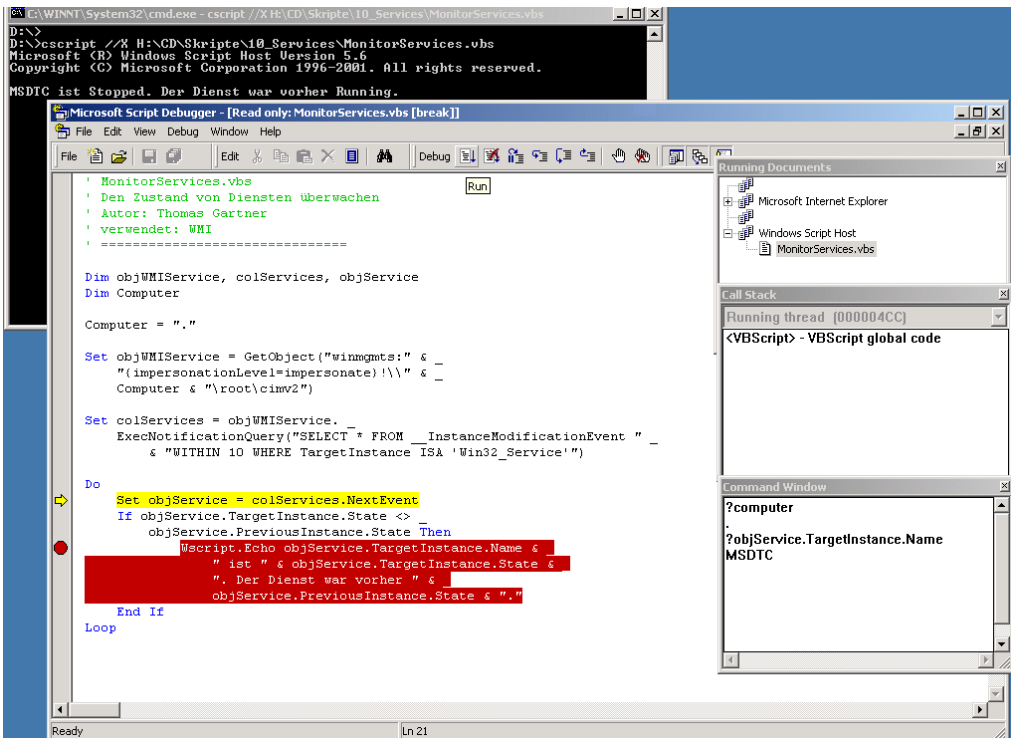 C:\WINNT\System32\cmd.exe - cscript //X H:\CD\Skripte\10_Services\MonitorServices.vbs
D:\>
D:\>cscript //X H:\CD\Skripte\10_Services\MonitorServices.vbs
Microsoft (R) Windows Script Host Version 5.6
Copyright (C) Microsoft Corporation 1996-2001. All rights reserved.
MSDTC ist Stopped. Der Dienst war vorher Running.
Microsoft Script Debugger - [Read only: MonitorServices.vbs [break]]
File Edit View Debug Window Help
File Edit Debug
Run
' MonitorServices.vbs
' Den Zustand von Diensten überwachen
' Autor: Thomas Gartner
' verwendet: WMI
' ===============================
Dim objWMIService, colServices, objService
Dim Computer
Computer = "."
Set objWMIService = GetObject("winmgmts:" & _
"{impersonationLevel=impersonate}!\\" & _
Computer & "\root\cimv2")
Set colServices = objWMIService. _
ExecNotificationQuery("SELECT * FROM __InstanceModificationEvent " _
& "WITHIN 10 WHERE TargetInstance ISA 'Win32_Service'")
Do
Set objService = colServices.NextEvent
If objService.TargetInstance.State <> _
objService.PreviousInstance.State Then
Wscript.Echo objService.TargetInstance.Name & _
" ist " & objService.TargetInstance.State & _
". Der Dienst war vorher " & _
objService.PreviousInstance.State & "."
End If
Loop
Running Documents
Microsoft Internet Explorer
Windows Script Host
MonitorServices.vbs
Call Stack
Running thread (000004CC)
<VBScript> - VBScript global code
Command Window
?computer
.
?objService.TargetInstance.Name
MSDTC
Ready
Ln 21